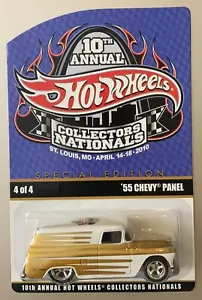 10TH
ANNUAL
Hot Wheels
COLLECTORS
NATIONALS
ST. LOUIS, MO • APRIL 14-18 • 2010
SPECIAL EDITION
4 of 4
'55 CHEVY® PANEL
10th ANNUAL HOT WHEELS COLLECTORS NATIONALS